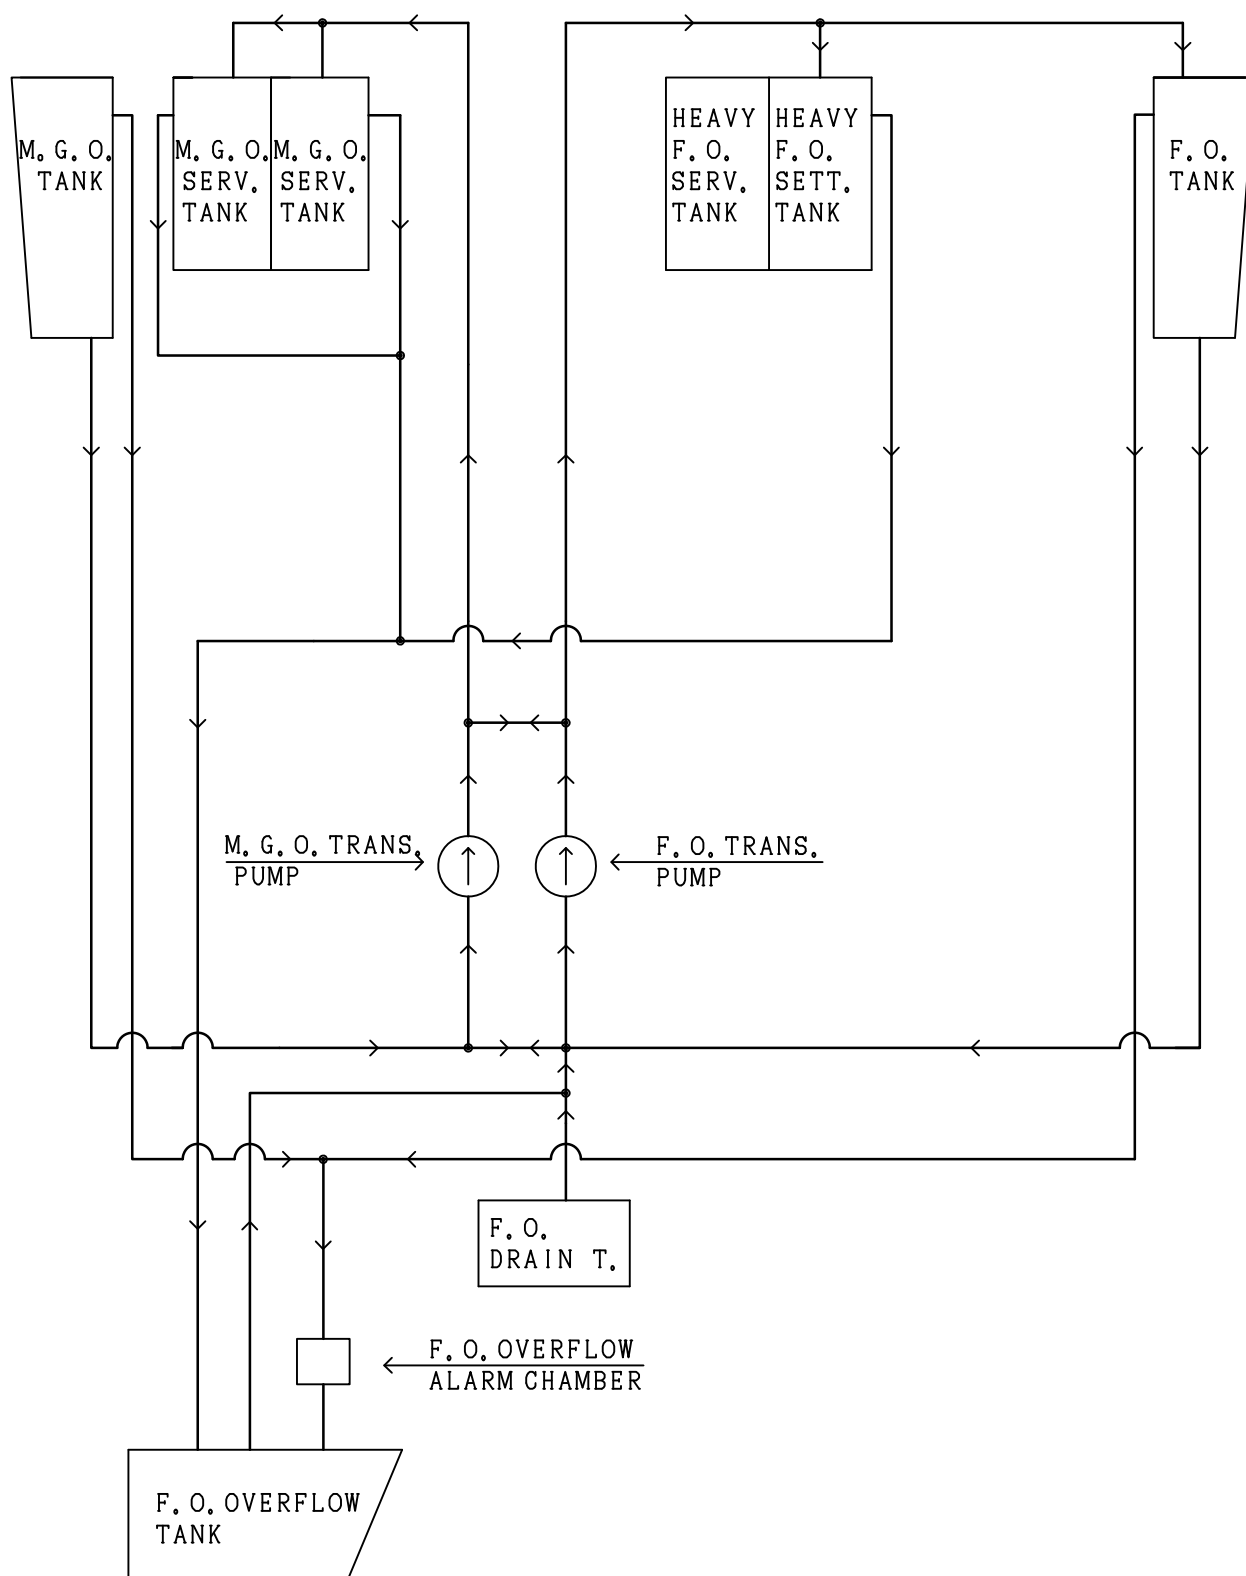 M. G. O.
TANK
M. G. O.
SERV.
TANK
M. G. O.
SERV.
TANK
HEAVY
F. O.
SERV.
TANK
HEAVY
F. O.
SETT.
TANK
F. O.
TANK
M. G. O. TRANS.
PUMP
F. O. TRANS.
PUMP
F. O.
DRAIN T.
F. O. OVERFLOW
ALARM CHAMBER
F. O. OVERFLOW
TANK